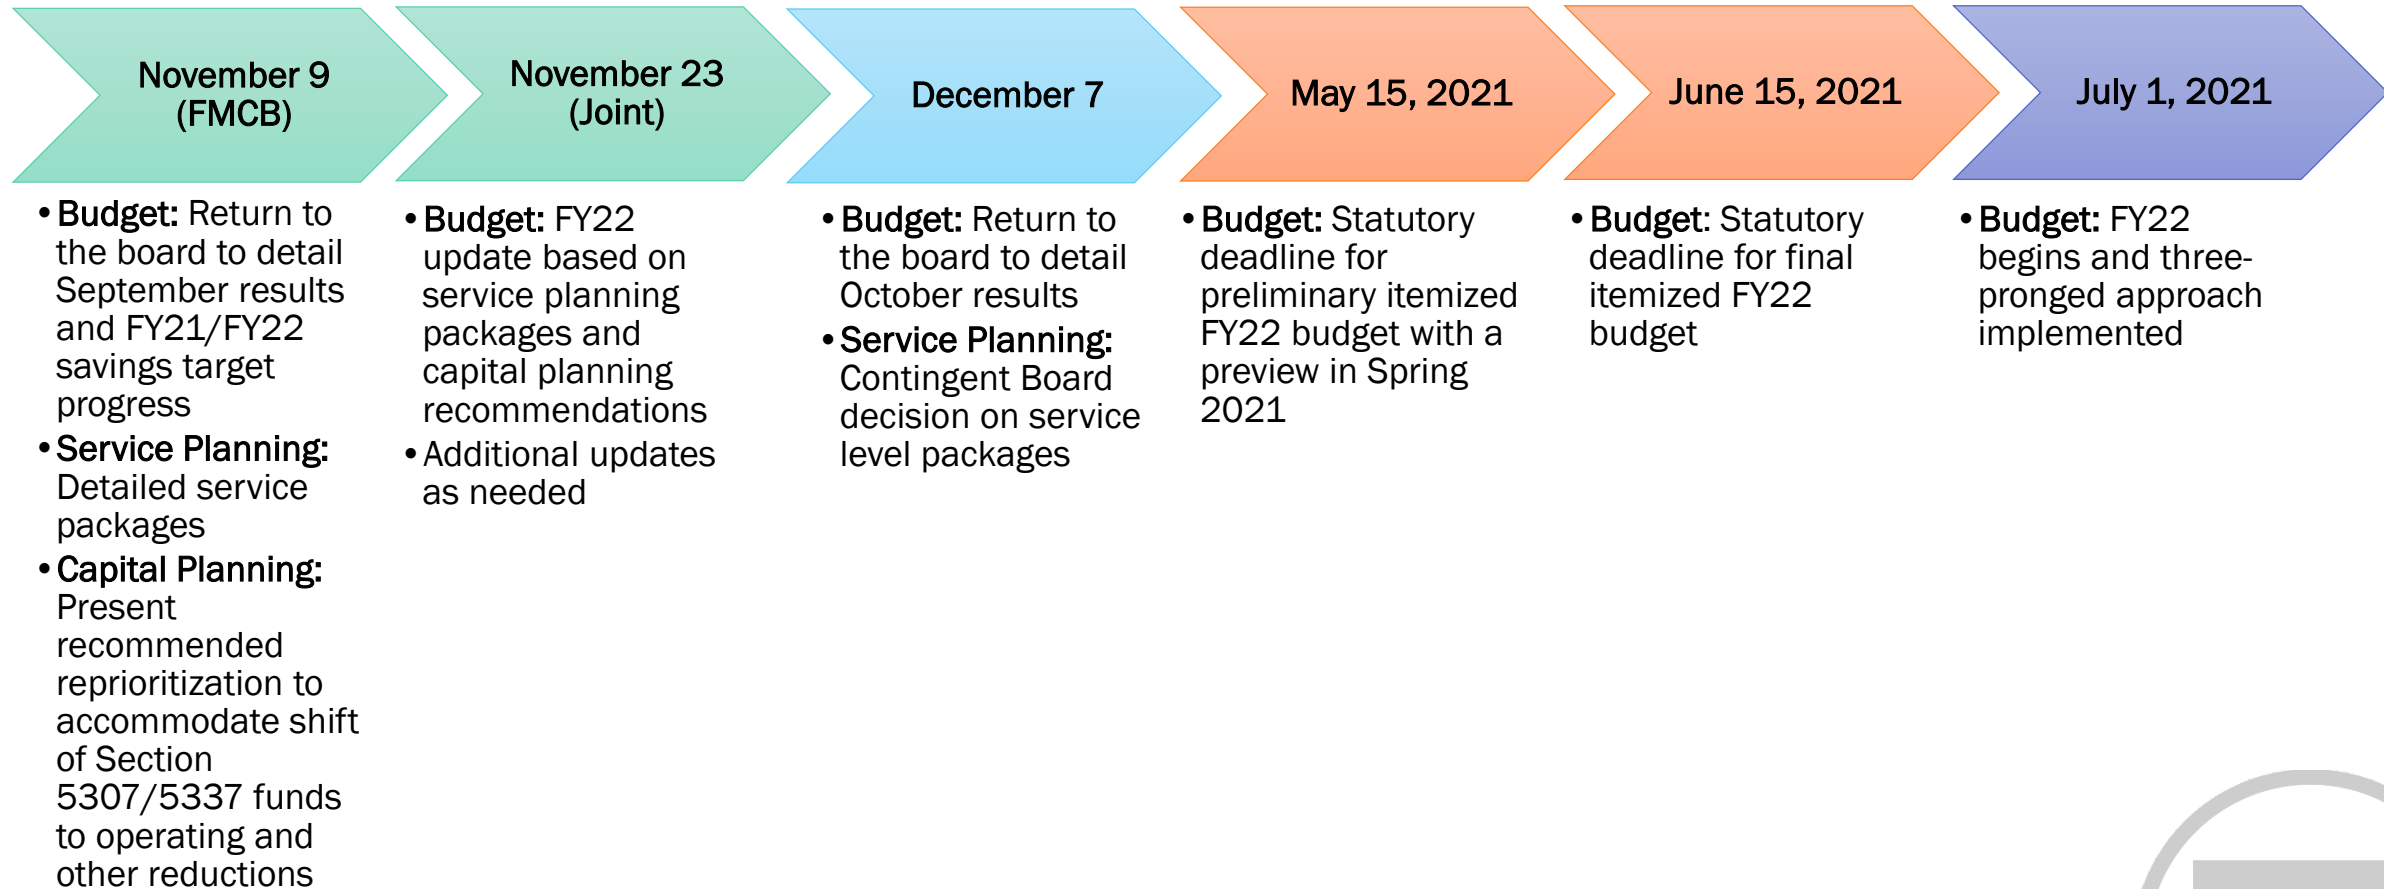 November 9
(FMCB)
• Budget: Return to
the board to detail
September results
and FY21/FY22
savings target
progress
• Service Planning:
Detailed service
packages
• Capital Planning:
Present
recommended
reprioritization to
accommodate shift
of Section
5307/5337 funds
to operating and
other reductions
November 23
(Joint)
• Budget: FY22
update based on
service planning
packages and
capital planning
recommendations
• Additional updates
as needed
December 7
• Budget: Return to
the board to detail
October results
• Service Planning:
Contingent Board
decision on service
level packages
May 15, 2021
• Budget: Statutory
deadline for
preliminary itemized
FY22 budget with a
preview in Spring
2021
June 15, 2021
• Budget: Statutory
deadline for final
itemized FY22
budget
July 1, 2021
• Budget: FY22
begins and three-
pronged approach
implemented